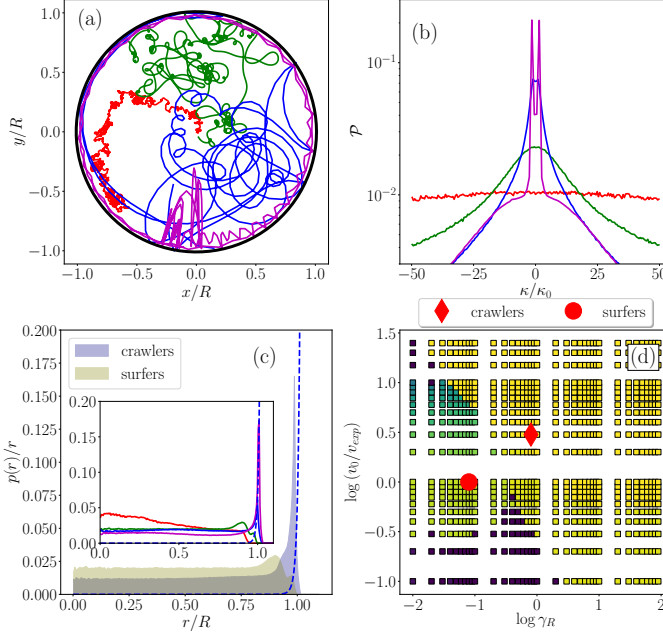 (a)
1.0
0.5
0.0
−0.5
−1.0
y/R
−1.0 −0.5 0.0 0.5 1.0
x/R
(b)
10⁻¹
10⁻²
𝒫
−50 −25 0 25 50
κ/κ₀
crawlers surfers
(c)
crawlers
surfers
0.200
0.175
0.150
0.125
0.100
0.075
0.050
0.025
0.000
p(r)/r
0.20
0.15
0.10
0.05
0.00
0.0 0.5 1.0
0.00 0.25 0.50 0.75 1.00
r/R
(d)
1.5
1.0
0.5
0.0
−0.5
−1.0
log (v₀/vₑₓₚ)
−2 −1 0 1 2
log γ_R